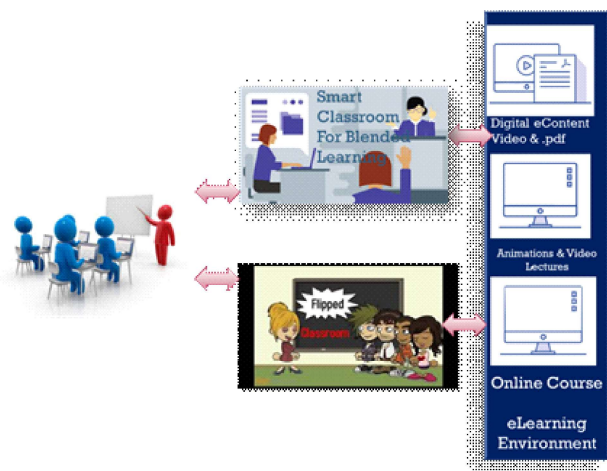 Smart
Classroom
For Blended
Learning
Digital eContent
Video & .pdf
Animations & Video
Lectures
Flipped
Classroom
Online Course
eLearning
Environment